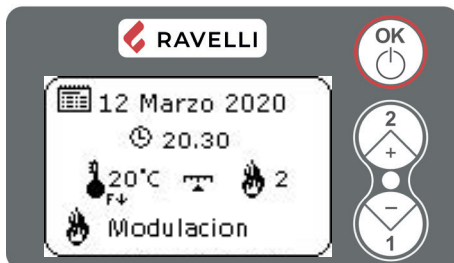 RAVELLI
OK
12 Marzo 2020
20.30
20°C 2
F↓
Modulacion
2
+
−
1